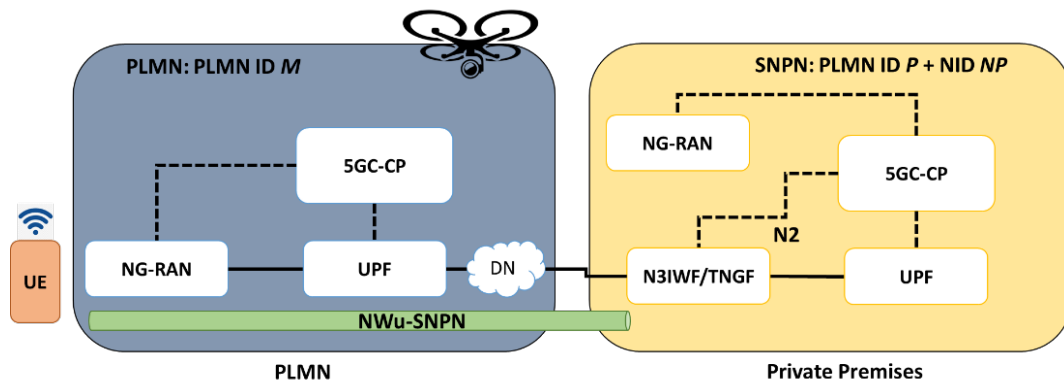 PLMN: PLMN ID M
SNPN: PLMN ID P + NID NP
NG-RAN
5GC-CP
5GC-CP
N2
UE
NG-RAN
UPF
DN
N3IWF/TNGF
UPF
NWu-SNPN
PLMN
Private Premises